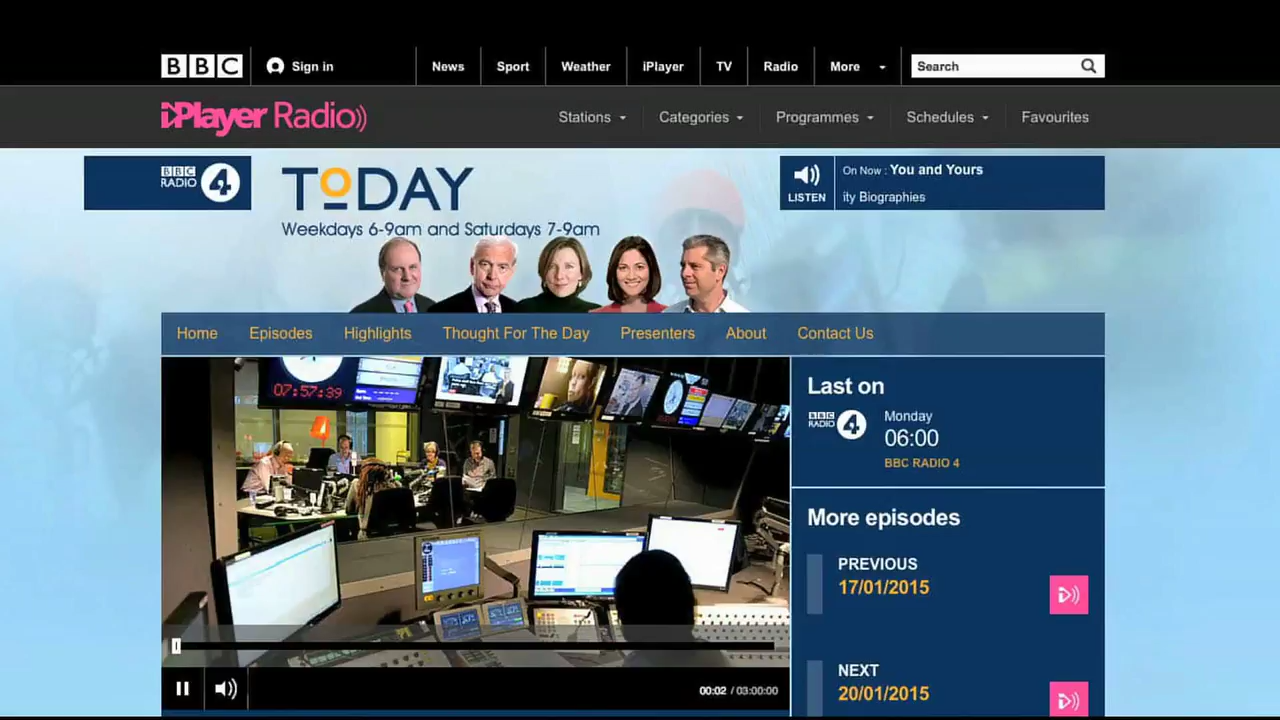 BBC
Sign in
News
Sport
Weather
iPlayer
TV
Radio
More
Search
iPlayer Radio
Stations
Categories
Programmes
Schedules
Favourites
BBC RADIO 4
TODAY
Weekdays 6-9am and Saturdays 7-9am
LISTEN
On Now : You and Yours
ity Biographies
Home
Episodes
Highlights
Thought For The Day
Presenters
About
Contact Us
07:57:39
Last on
BBC RADIO 4
Monday
06:00
BBC RADIO 4
More episodes
PREVIOUS
17/01/2015
NEXT
20/01/2015
00:02 / 03:00:00